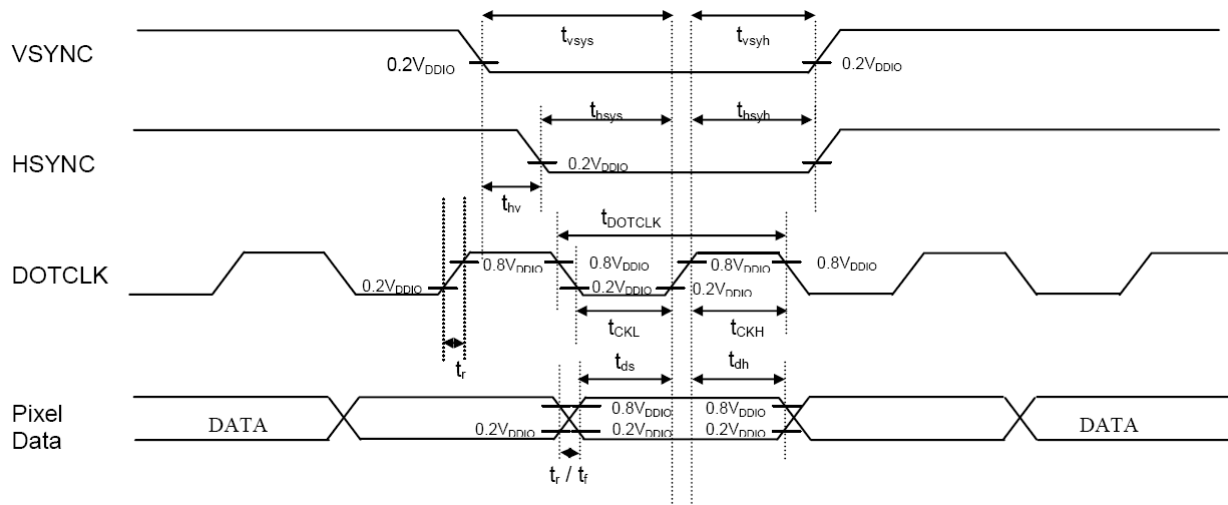 t_vsys t_vsyh
VSYNC
0.2V_DDIO 0.2V_DDIO
t_hsys t_hsyh
HSYNC
0.2V_DDIO
t_hv
t_DOTCLK
DOTCLK
0.8V_DDIO 0.8V_DDIO 0.8V_DDIO 0.8V_DDIO
0.2V_DDIO 0.2V_DDIO 0.2V_DDIO
t_CKL t_CKH
t_r
t_ds t_dh
Pixel
Data
DATA 0.8V_DDIO 0.8V_DDIO DATA
0.2V_DDIO 0.2V_DDIO 0.2V_DDIO
t_r / t_f